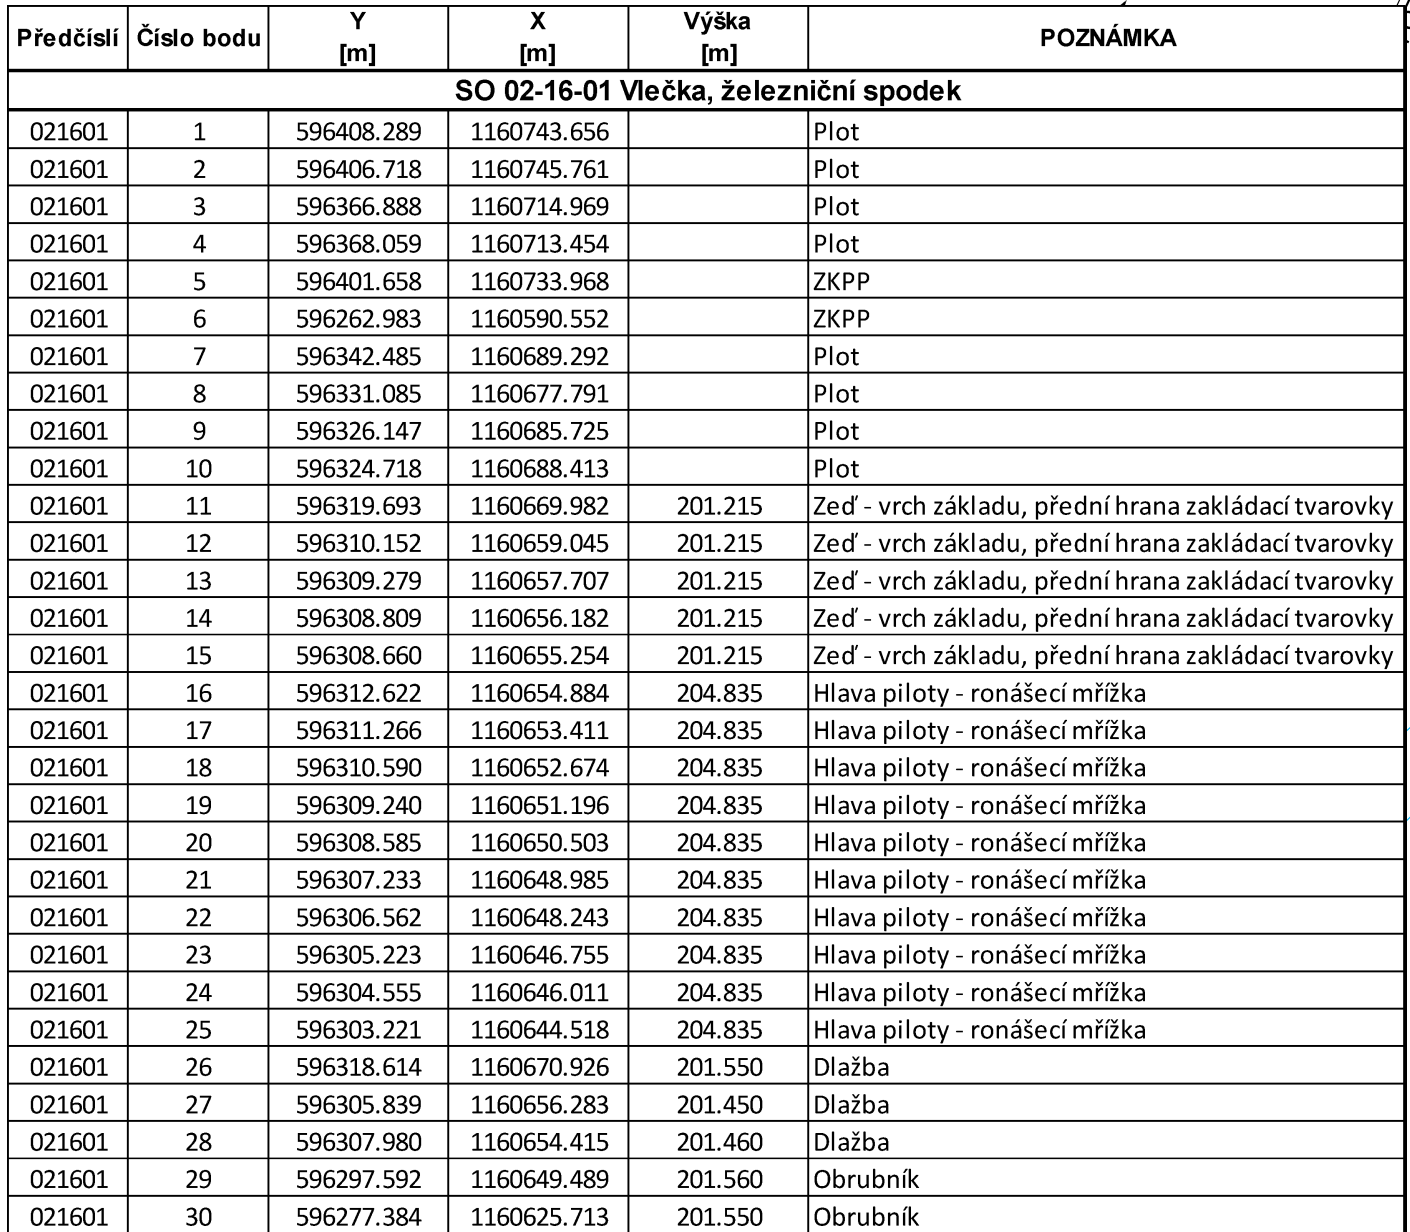 Předčíslí Číslo bodu Y [m] X [m] Výška [m] POZNÁMKA
SO 02-16-01 Vlečka, železniční spodek
021601 1 596408.289 1160743.656 Plot
021601 2 596406.718 1160745.761 Plot
021601 3 596366.888 1160714.969 Plot
021601 4 596368.059 1160713.454 Plot
021601 5 596401.658 1160733.968 ZKPP
021601 6 596262.983 1160590.552 ZKPP
021601 7 596342.485 1160689.292 Plot
021601 8 596331.085 1160677.791 Plot
021601 9 596326.147 1160685.725 Plot
021601 10 596324.718 1160688.413 Plot
021601 11 596319.693 1160669.982 201.215 Zeď - vrch základu, přední hrana zakládací tvarovky
021601 12 596310.152 1160659.045 201.215 Zeď - vrch základu, přední hrana zakládací tvarovky
021601 13 596309.279 1160657.707 201.215 Zeď - vrch základu, přední hrana zakládací tvarovky
021601 14 596308.809 1160656.182 201.215 Zeď - vrch základu, přední hrana zakládací tvarovky
021601 15 596308.660 1160655.254 201.215 Zeď - vrch základu, přední hrana zakládací tvarovky
021601 16 596312.622 1160654.884 204.835 Hlava piloty - ronášecí mřížka
021601 17 596311.266 1160653.411 204.835 Hlava piloty - ronášecí mřížka
021601 18 596310.590 1160652.674 204.835 Hlava piloty - ronášecí mřížka
021601 19 596309.240 1160651.196 204.835 Hlava piloty - ronášecí mřížka
021601 20 596308.585 1160650.503 204.835 Hlava piloty - ronášecí mřížka
021601 21 596307.233 1160648.985 204.835 Hlava piloty - ronášecí mřížka
021601 22 596306.562 1160648.243 204.835 Hlava piloty - ronášecí mřížka
021601 23 596305.223 1160646.755 204.835 Hlava piloty - ronášecí mřížka
021601 24 596304.555 1160646.011 204.835 Hlava piloty - ronášecí mřížka
021601 25 596303.221 1160644.518 204.835 Hlava piloty - ronášecí mřížka
021601 26 596318.614 1160670.926 201.550 Dlažba
021601 27 596305.839 1160656.283 201.450 Dlažba
021601 28 596307.980 1160654.415 201.460 Dlažba
021601 29 596297.592 1160649.489 201.560 Obrubník
021601 30 596277.384 1160625.713 201.550 Obrubník